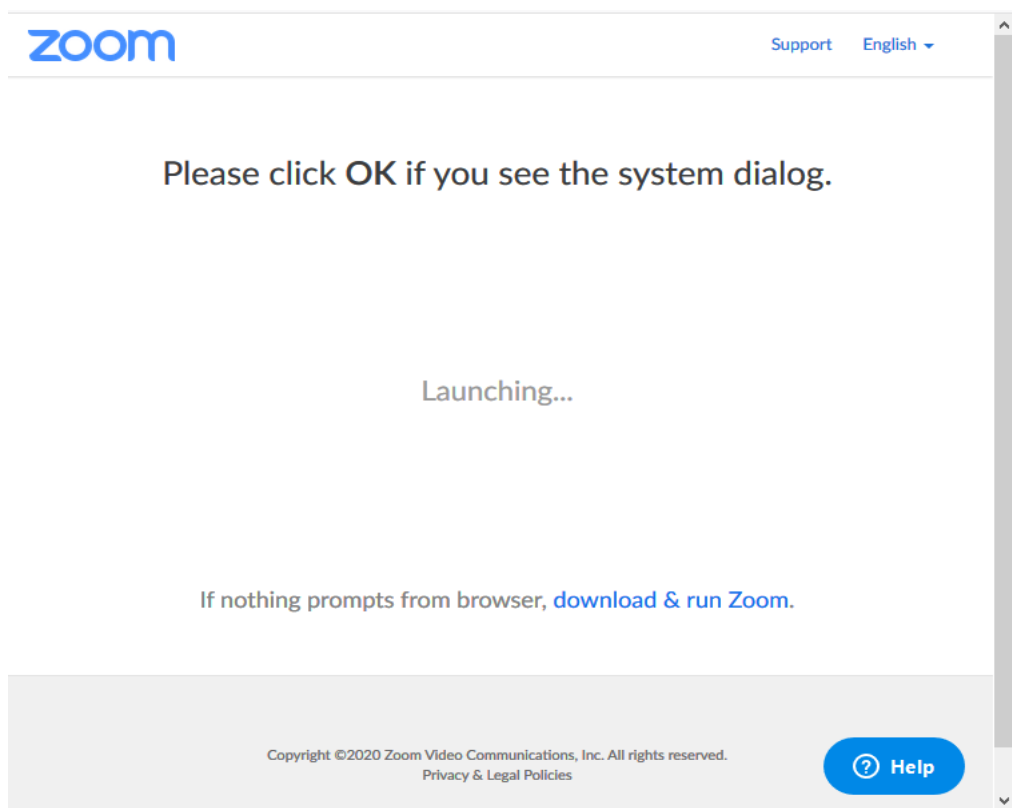 zoom
Support English
Please click OK if you see the system dialog.
Launching...
If nothing prompts from browser, download & run Zoom.
Copyright ©2020 Zoom Video Communications, Inc. All rights reserved.
Privacy & Legal Policies
? Help